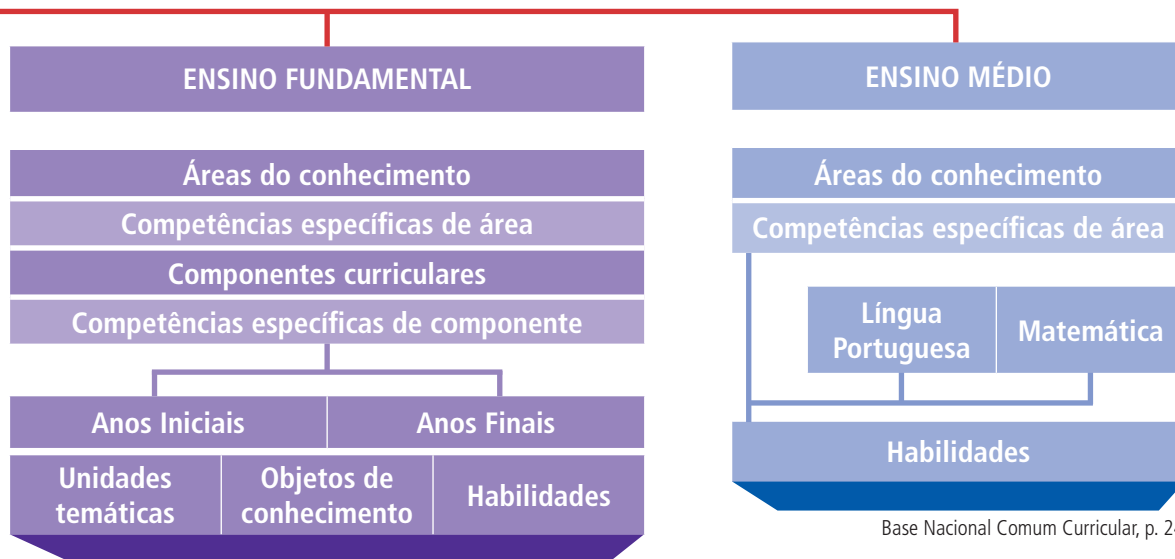 ENSINO FUNDAMENTAL
Áreas do conhecimento
Competências específicas de área
Componentes curriculares
Competências específicas de componente
Anos Iniciais
Anos Finais
Unidades
temáticas
Objetos de
conhecimento
Habilidades
ENSINO MÉDIO
Áreas do conhecimento
Competências específicas de área
Língua
Portuguesa
Matemática
Habilidades
Base Nacional Comum Curricular, p.